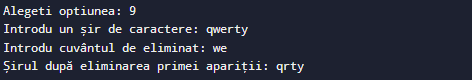 Alegeti optiunea: 9
Introdu un șir de caractere: qwerty
Introdu cuvântul de eliminat: we
Șirul după eliminarea primei apariții: qrty